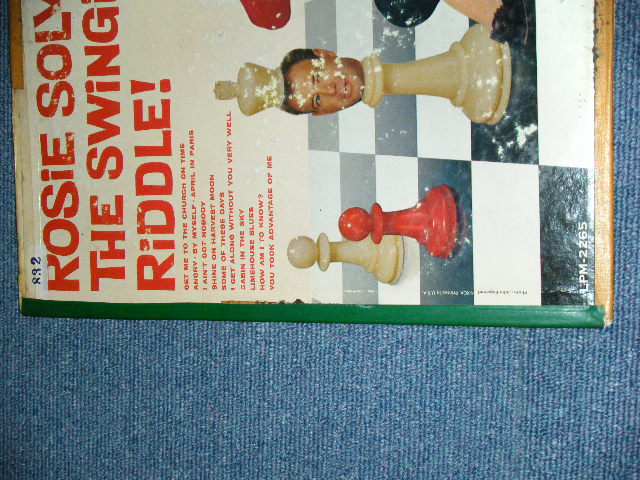 ROSIE SOLV
THE SWiNGi
RiDDLE!
GET ME TO THE CHURCH ON TIME
ANGRY · BY MYSELF · APRIL IN PARIS
I AIN'T GOT NOBODY
SHINE ON HARVEST MOON
SOME OF THESE DAYS
I GET ALONG WITHOUT YOU VERY WELL
CABIN IN THE SKY
LIMEHOUSE BLUES
HOW AM I TO KNOW?
YOU TOOK ADVANTAGE OF ME
832
Printed in U.S.A.
LPM-2265